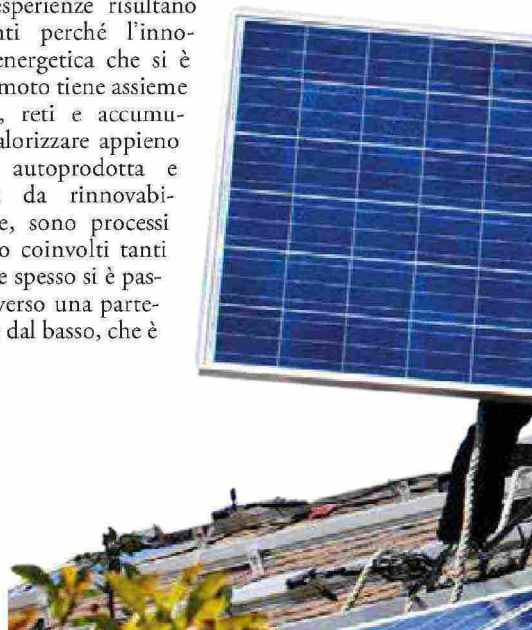 esperienze risultano
nti perché l'inno-
energetica che si è
moto tiene assieme
, reti e accumu-
alorizzare appieno
autoprodotta e
da rinnovabi-
e, sono processi
o coinvolti tanti
e spesso si è pas-
verso una parte-
e dal basso, che è